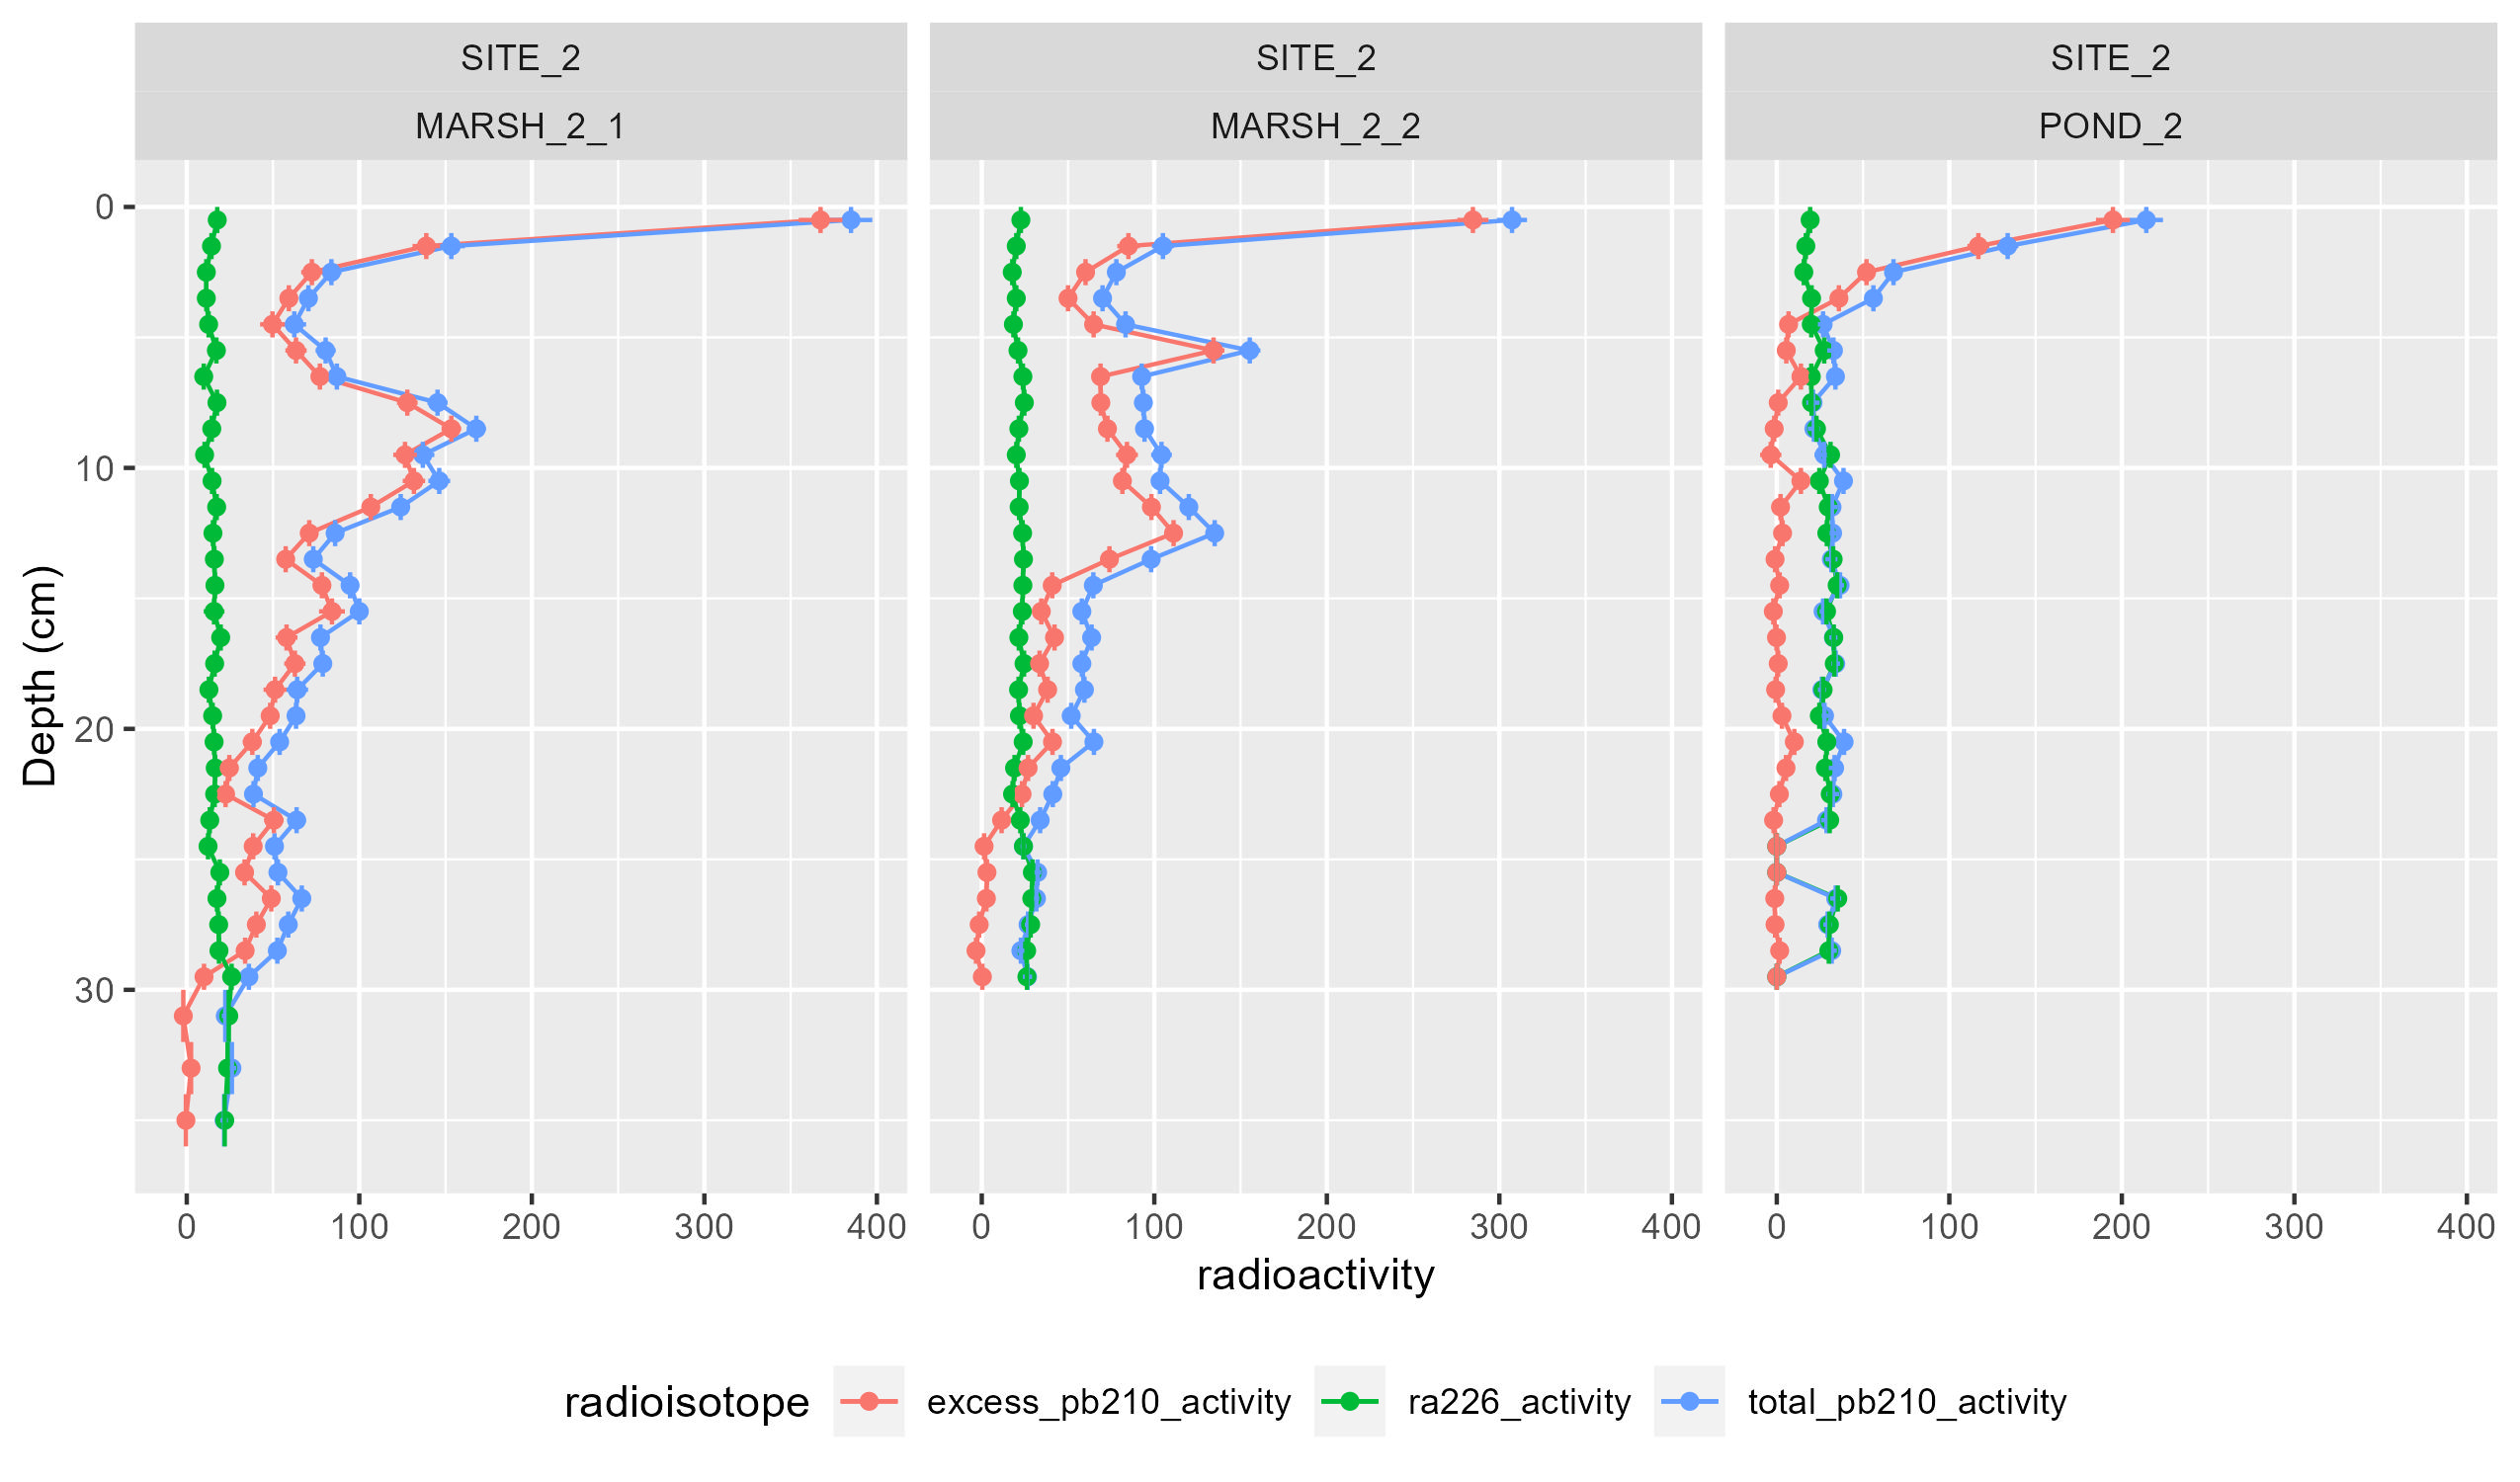 SITE_2 SITE_2 SITE_2
MARSH_2_1 MARSH_2_2 POND_2
0
10
20
30
Depth (cm)
0 100 200 300 400 0 100 200 300 400 0 100 200 300 400
radioactivity
radioisotope excess_pb210_activity ra226_activity total_pb210_activity